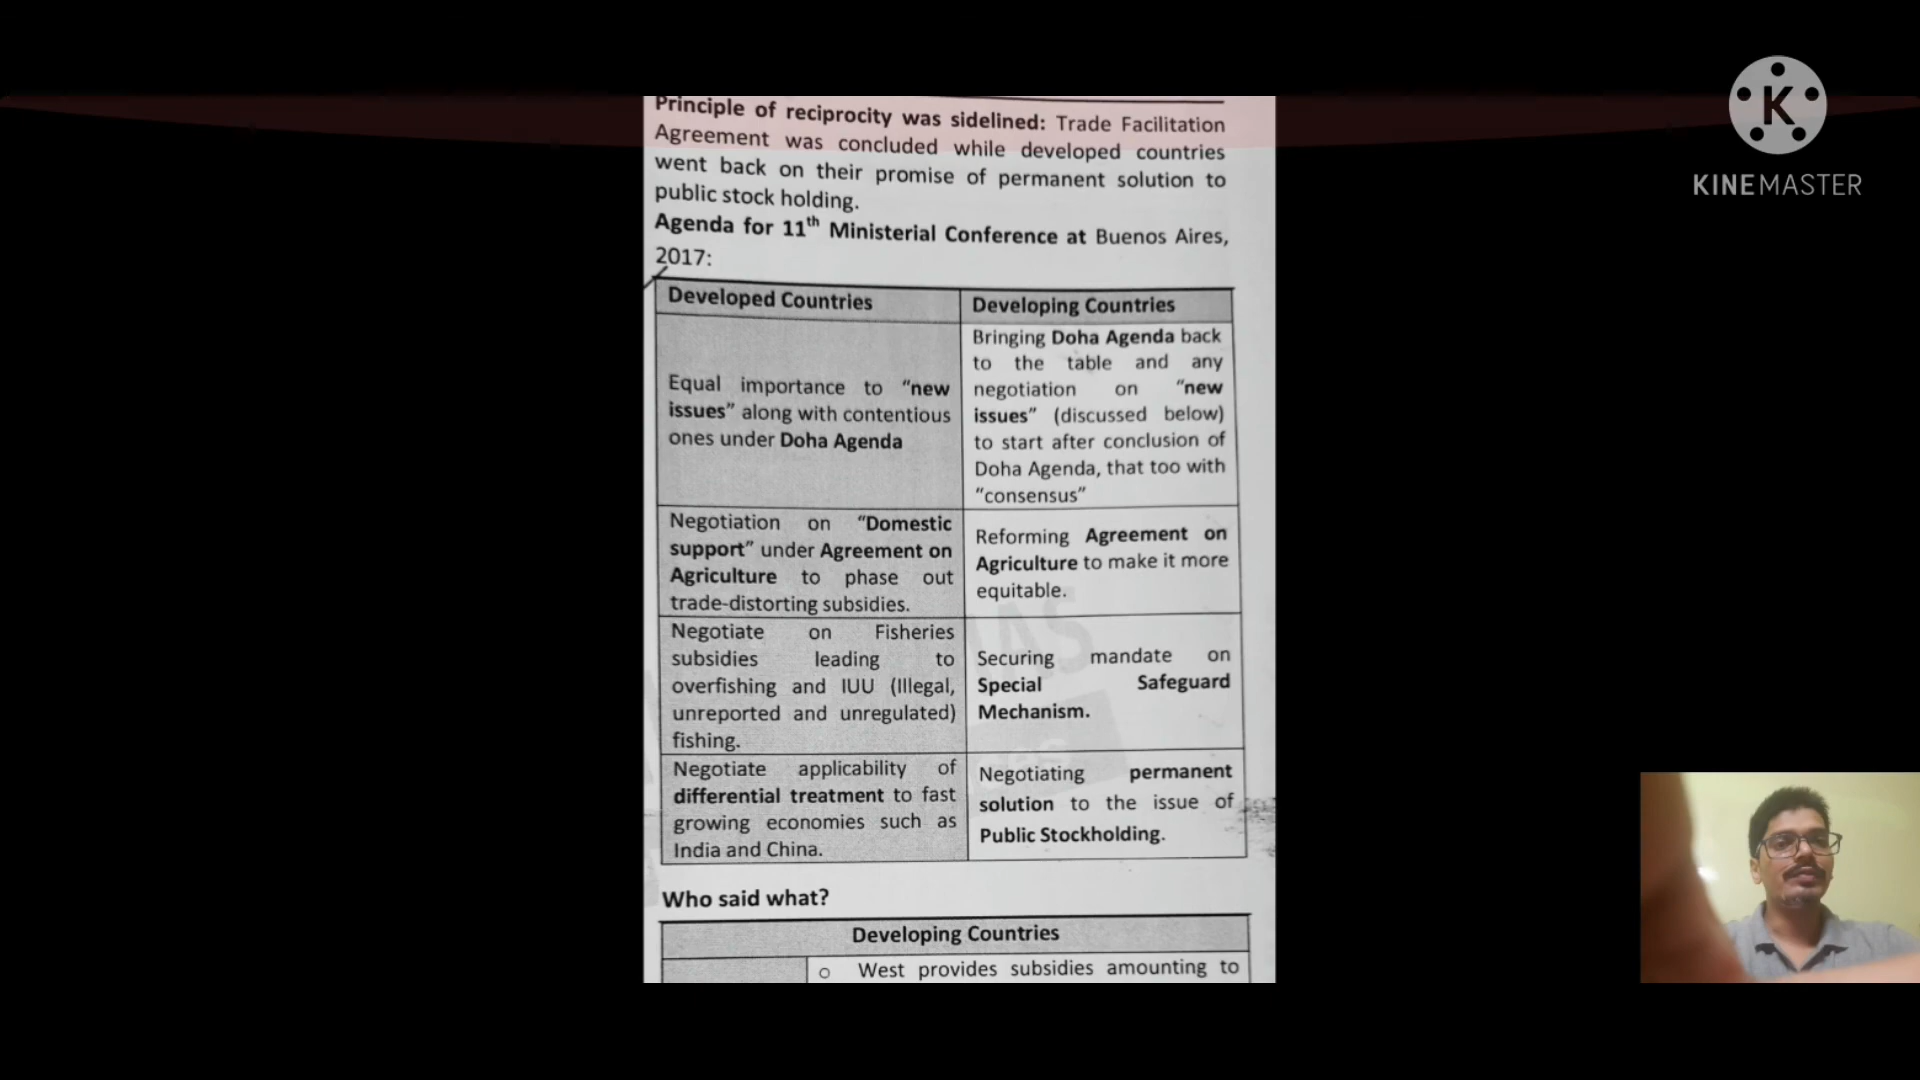 Principle of reciprocity was sidelined: Trade Facilitation
Agreement was concluded while developed countries
went back on their promise of permanent solution to
public stock holding.
Agenda for 11th Ministerial Conference at Buenos Aires,
2017:
Developed Countries
Equal importance to “new
issues” along with contentious
ones under Doha Agenda
Developing Countries
Bringing Doha Agenda back
to the table and any
negotiation on “new
issues” (discussed below)
to start after conclusion of
Doha Agenda, that too with
“consensus”
Negotiation on “Domestic
support” under Agreement on
Agriculture to phase out
trade-distorting subsidies.
Reforming Agreement on
Agriculture to make it more
equitable.
Negotiate on Fisheries
subsidies leading to
overfishing and IUU (Illegal,
unreported and unregulated)
fishing.
Securing mandate on
Special Safeguard
Mechanism.
Negotiate applicability of
differential treatment to fast
growing economies such as
India and China.
Negotiating permanent
solution to the issue of
Public Stockholding.
Who said what?
Developing Countries
o West provides subsidies amounting to
K
KINEMASTER
IAS